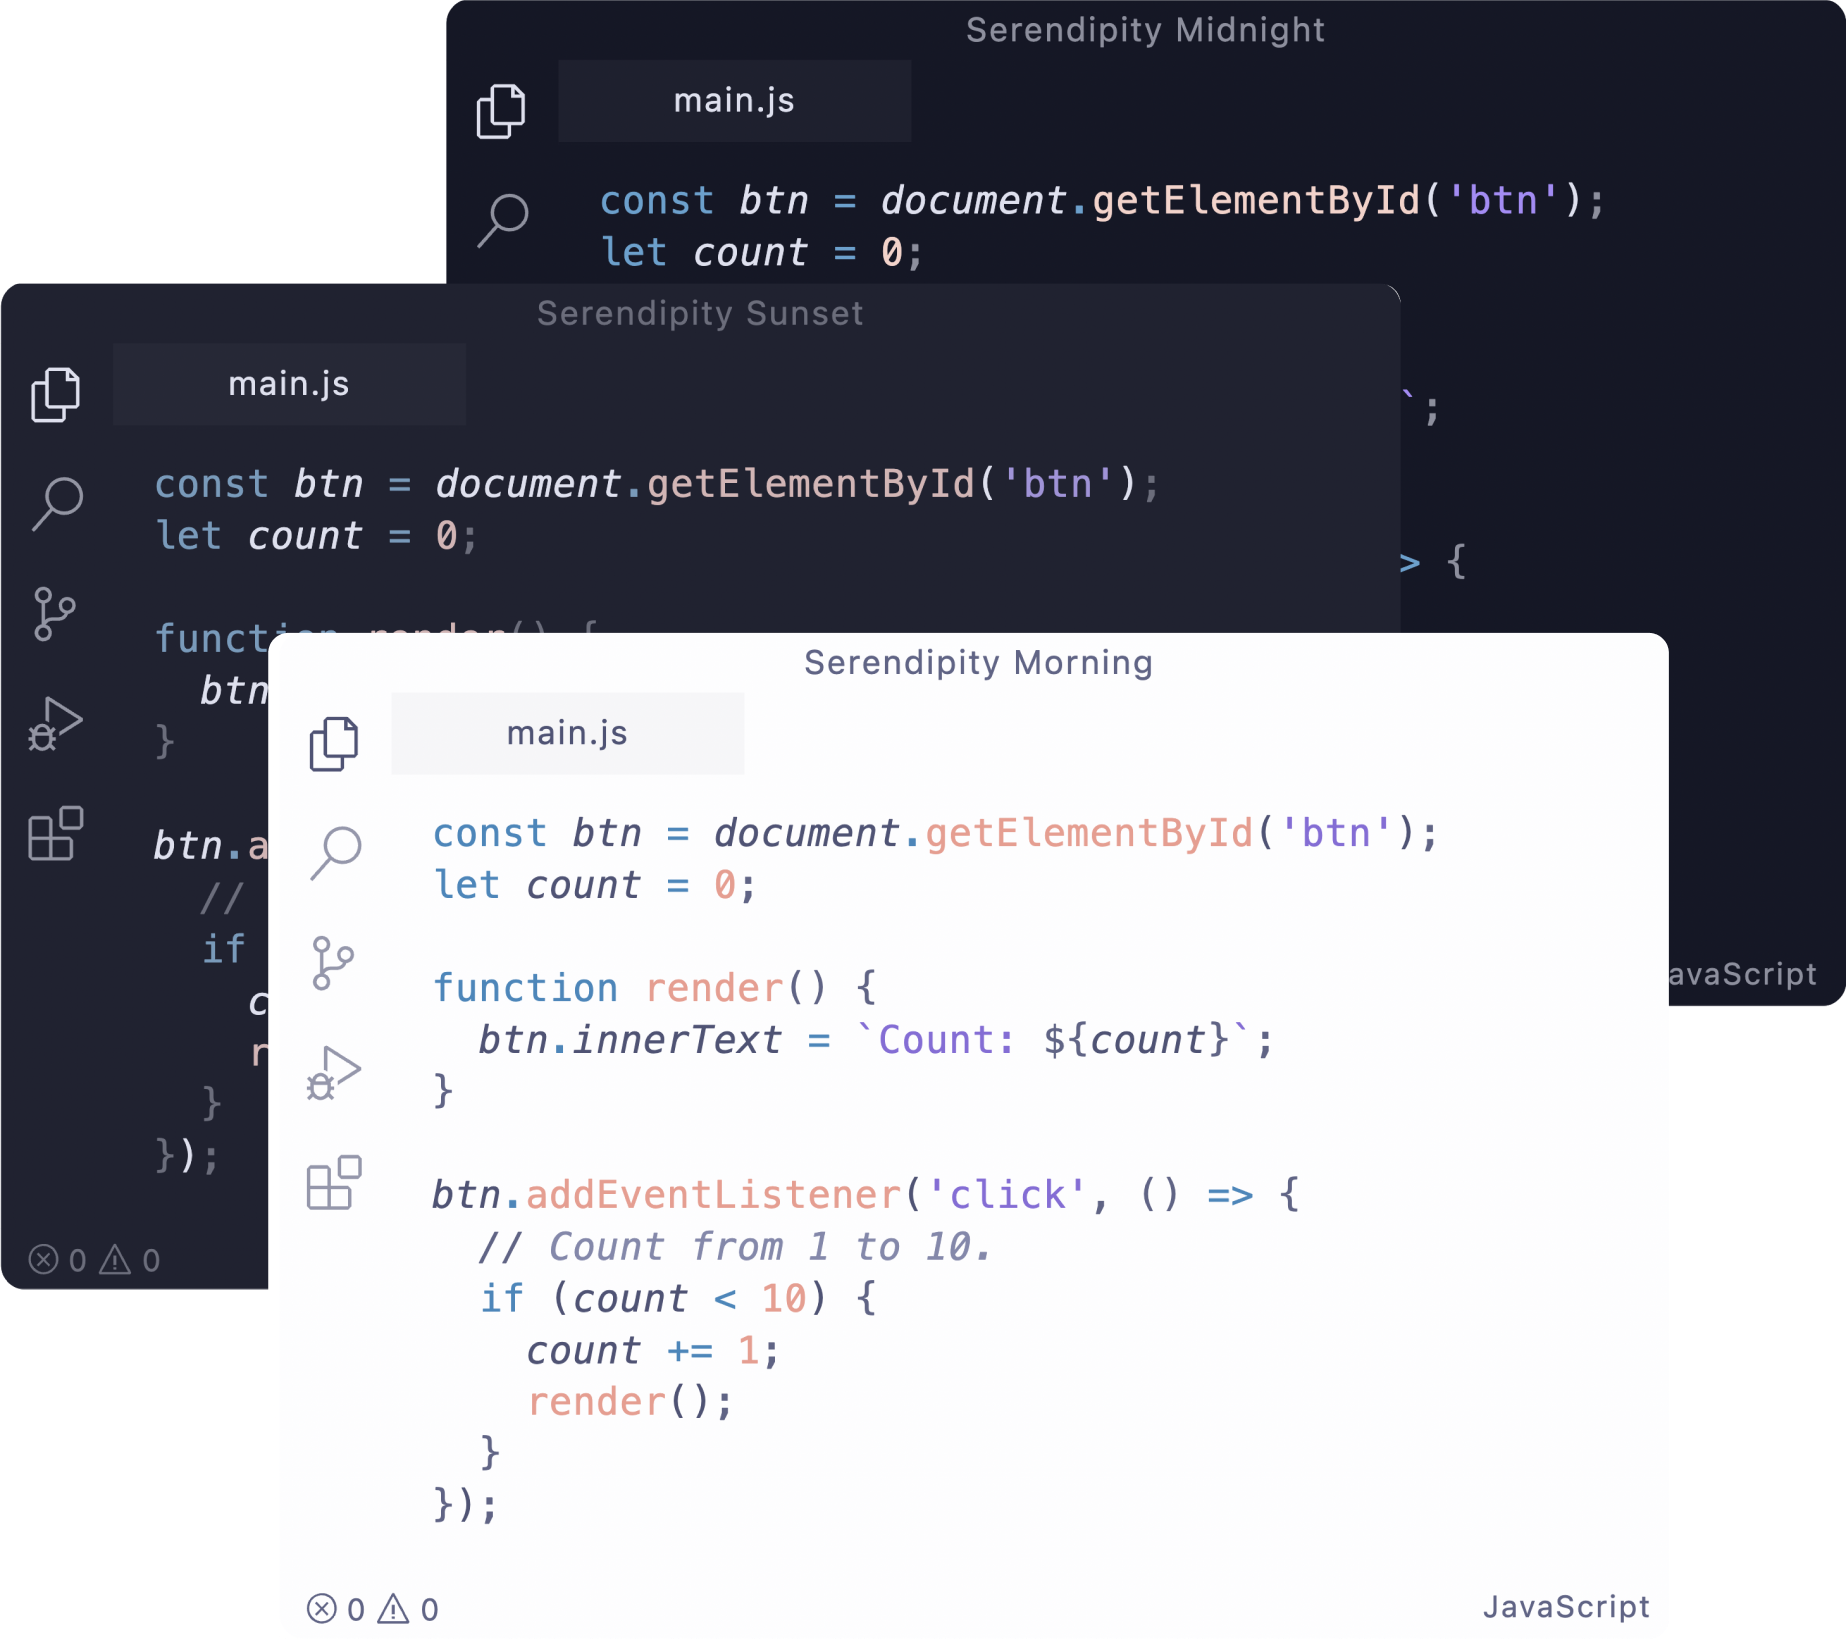 Serendipity Midnight
main.js
const btn = document.getElementById('btn');
let count = 0;
`;
> {
avaScript
Serendipity Sunset
main.js
const btn = document.getElementById('btn');
let count = 0;
function render() {
btn
}
btn.a
//
if
c
r
}
});
0 0
Serendipity Morning
main.js
const btn = document.getElementById('btn');
let count = 0;
function render() {
btn.innerText = `Count: ${count}`;
}
btn.addEventListener('click', () => {
// Count from 1 to 10.
if (count < 10) {
count += 1;
render();
}
});
0 0
JavaScript